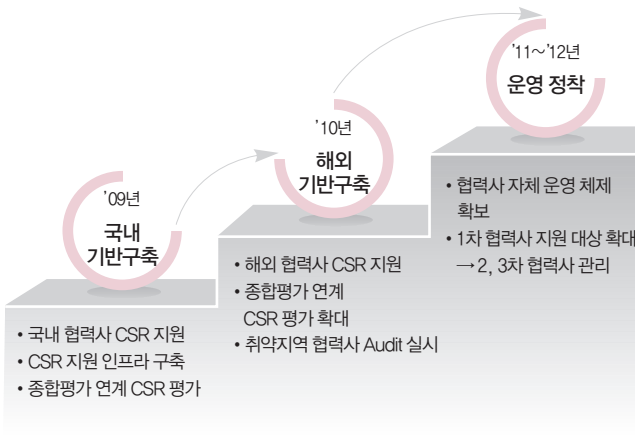 '09년
국내
기반구축
• 국내 협력사 CSR 지원
• CSR 지원 인프라 구축
• 종합평가 연계 CSR 평가
'10년
해외
기반구축
• 해외 협력사 CSR 지원
• 종합평가 연계
CSR 평가 확대
• 취약지역 협력사 Audit 실시
'11~'12년
운영 정착
• 협력사 자체 운영 체제
확보
• 1차 협력사 지원 대상 확대
→ 2, 3차 협력사 관리